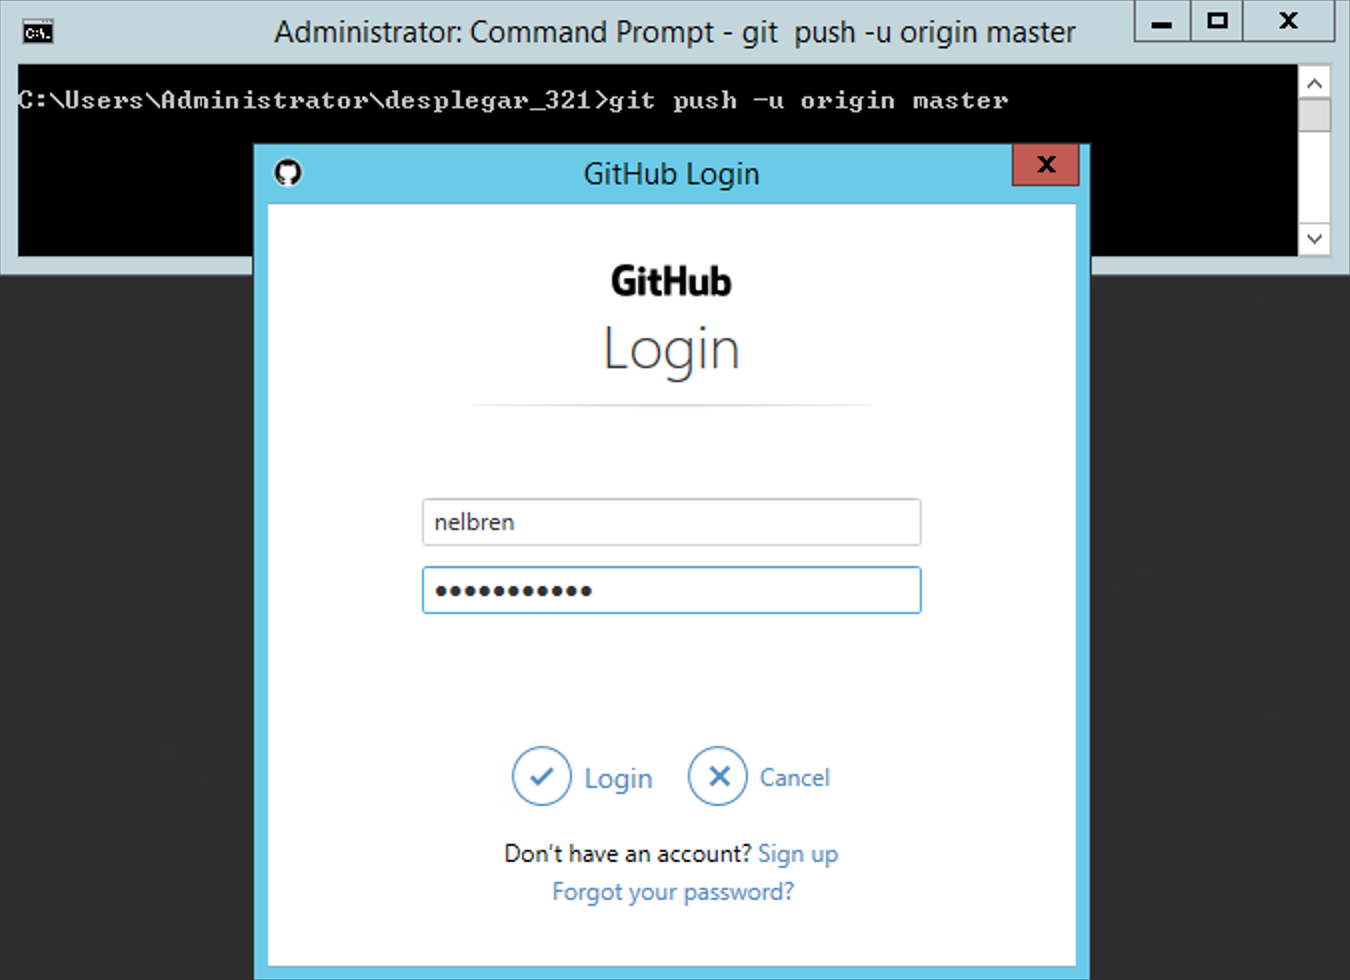 Administrator: Command Prompt - git  push -u origin master
C:\Users\Administrator\desplegar_321>git push -u origin master
GitHub Login
GitHub
Login
nelbren
•••••••••••
Login Cancel
Don't have an account? Sign up
Forgot your password?